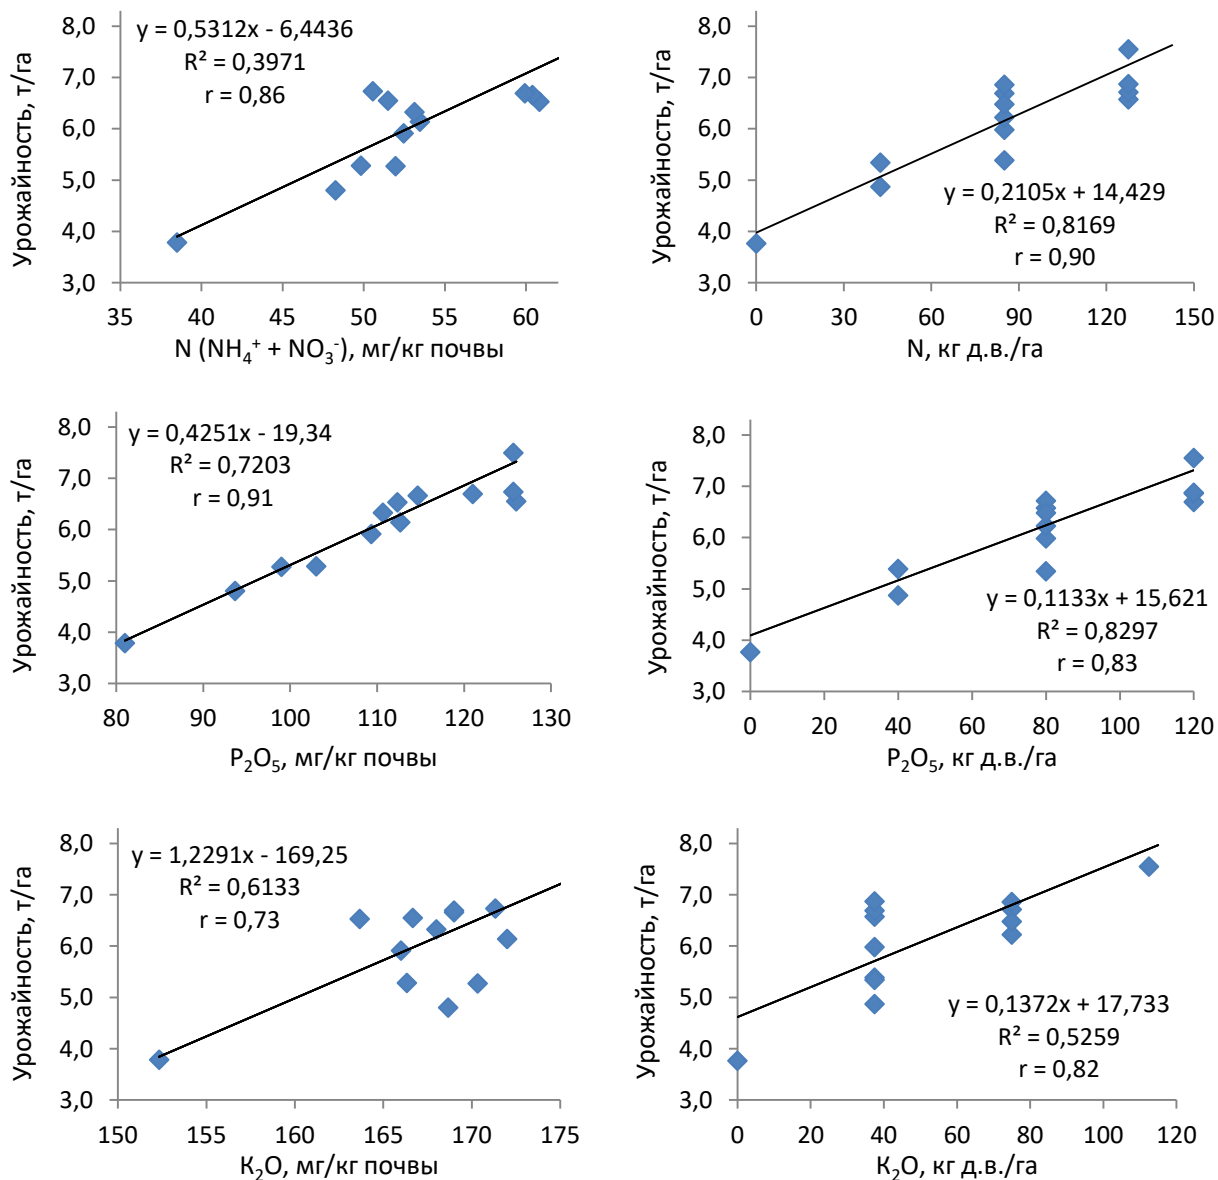 y = 0,5312x - 6,4436
R² = 0,3971
r = 0,86
Урожайность, т/га
8,0
7,0
6,0
5,0
4,0
3,0
35 40 45 50 55 60
N (NH₄⁺ + NO₃⁻), мг/кг почвы
y = 0,2105x + 14,429
R² = 0,8169
r = 0,90
Урожайность, т/га
8,0
7,0
6,0
5,0
4,0
3,0
0 30 60 90 120 150
N, кг д.в./га
y = 0,4251x - 19,34
R² = 0,7203
r = 0,91
Урожайность, т/га
8,0
7,0
6,0
5,0
4,0
3,0
80 90 100 110 120 130
P₂O₅, мг/кг почвы
y = 0,1133x + 15,621
R² = 0,8297
r = 0,83
Урожайность, т/га
8,0
7,0
6,0
5,0
4,0
3,0
0 20 40 60 80 100 120
P₂O₅, кг д.в./га
y = 1,2291x - 169,25
R² = 0,6133
r = 0,73
Урожайность, т/га
8,0
7,0
6,0
5,0
4,0
3,0
150 155 160 165 170 175
K₂O, мг/кг почвы
y = 0,1372x + 17,733
R² = 0,5259
r = 0,82
Урожайность, т/га
8,0
7,0
6,0
5,0
4,0
3,0
0 20 40 60 80 100 120
K₂O, кг д.в./га